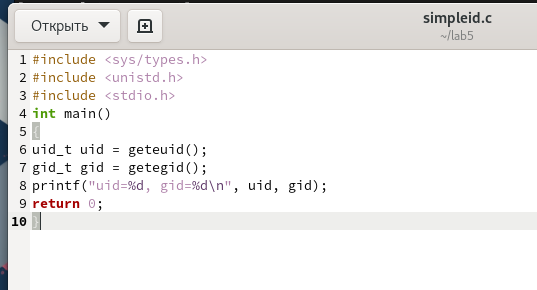 Открыть
simpleid.c
~/lab5
1 #include <sys/types.h>
2 #include <unistd.h>
3 #include <stdio.h>
4 int main()
5 {
6 uid_t uid = geteuid();
7 gid_t gid = getegid();
8 printf("uid=%d, gid=%d\n", uid, gid);
9 return 0;
10 }